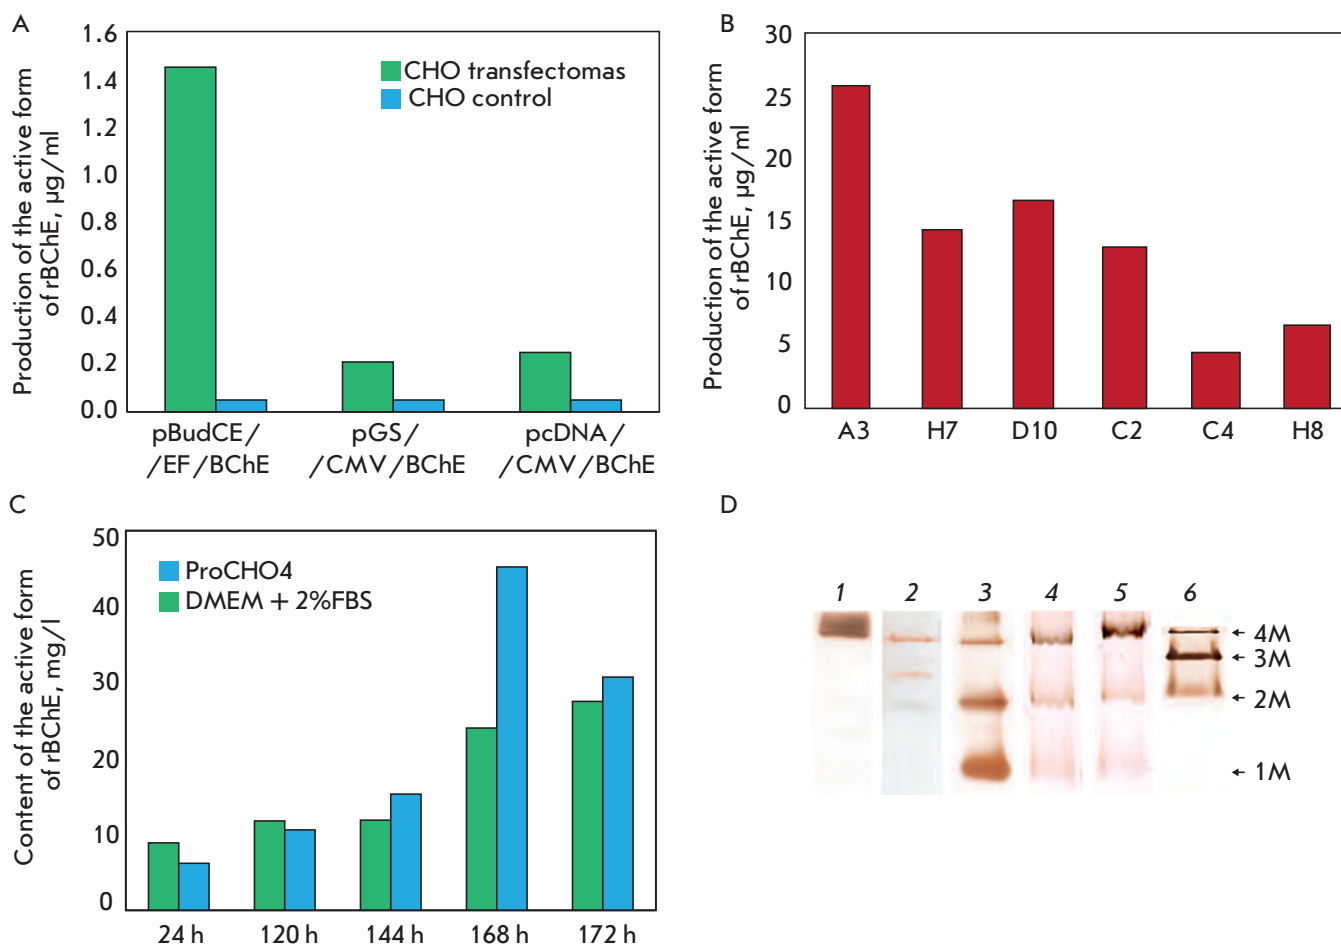 A
Production of the active form
of rBChE, µg/ml
1.6
1.4
1.2
1.0
0.8
0.6
0.4
0.2
0.0
CHO transfectomas
CHO control
pBudCE/
/EF/BChE
pGS/
/CMV/BChE
pcDNA/
/CMV/BChE
B
Production of the active form
of rBChE, µg/ml
30
25
20
15
10
5
0
A3 H7 D10 C2 C4 H8
C
Content of the active form
of rBChE, mg/l
50
40
30
20
10
0
ProCHO4
DMEM + 2%FBS
24 h 120 h 144 h 168 h 172 h
D
1 2 3 4 5 6
4M
3M
2M
1M